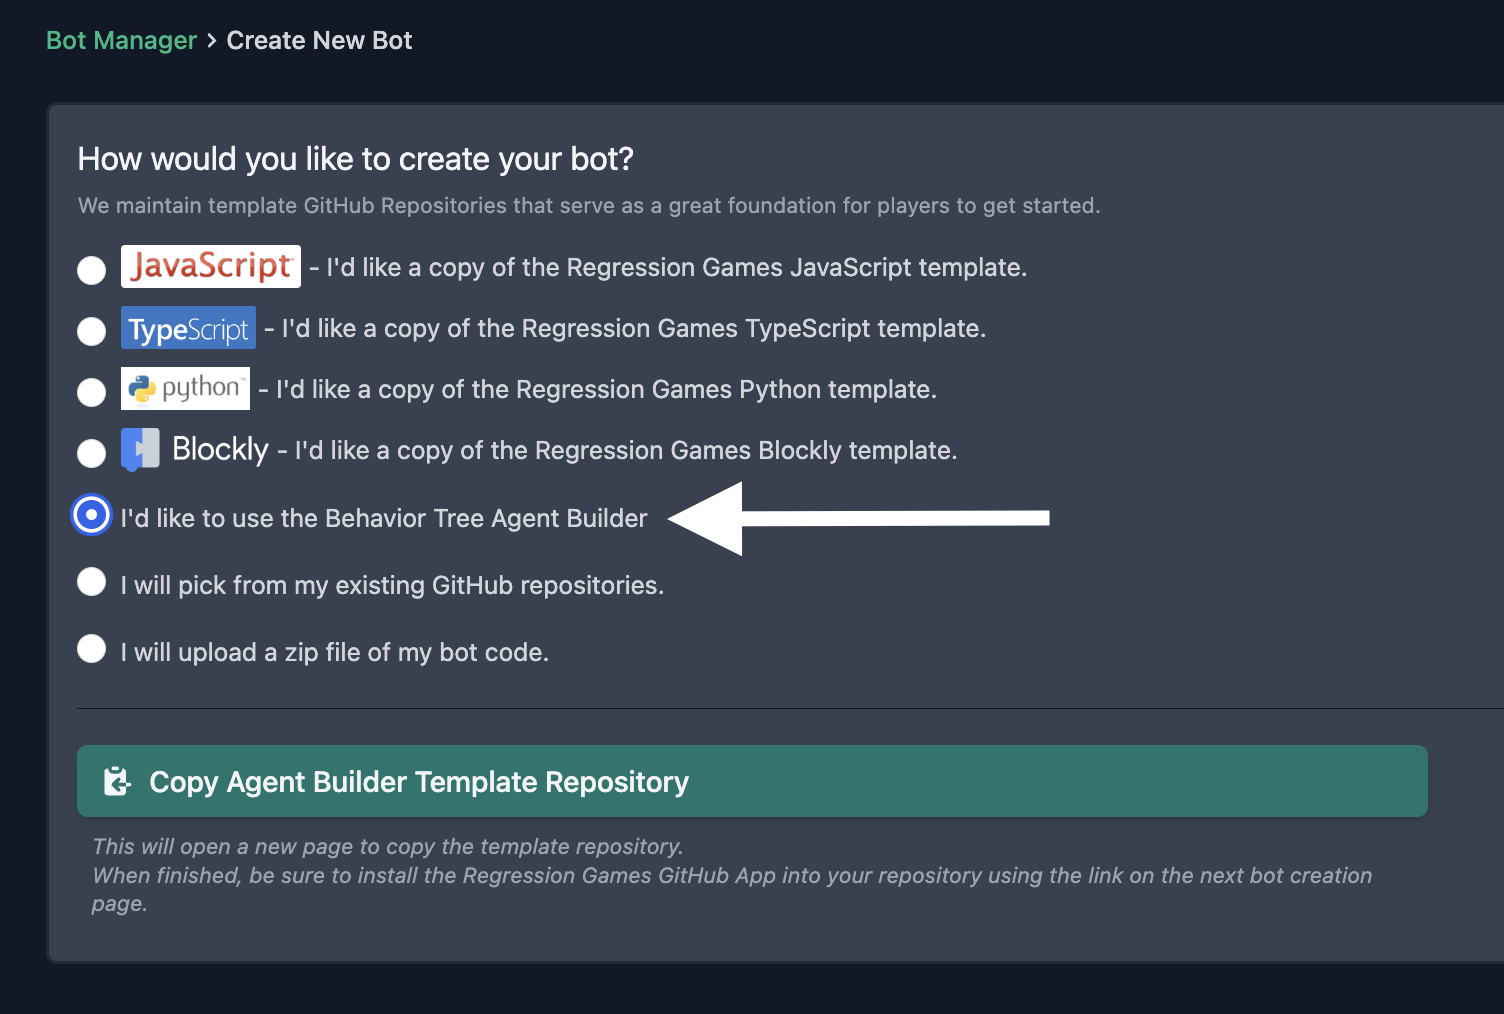 Bot Manager > Create New Bot
How would you like to create your bot?
We maintain template GitHub Repositories that serve as a great foundation for players to get started.
JavaScript - I'd like a copy of the Regression Games JavaScript template.
TypeScript - I'd like a copy of the Regression Games TypeScript template.
python™ - I'd like a copy of the Regression Games Python template.
Blockly - I'd like a copy of the Regression Games Blockly template.
I'd like to use the Behavior Tree Agent Builder
I will pick from my existing GitHub repositories.
I will upload a zip file of my bot code.
Copy Agent Builder Template Repository
This will open a new page to copy the template repository.
When finished, be sure to install the Regression Games GitHub App into your repository using the link on the next bot creation
page.